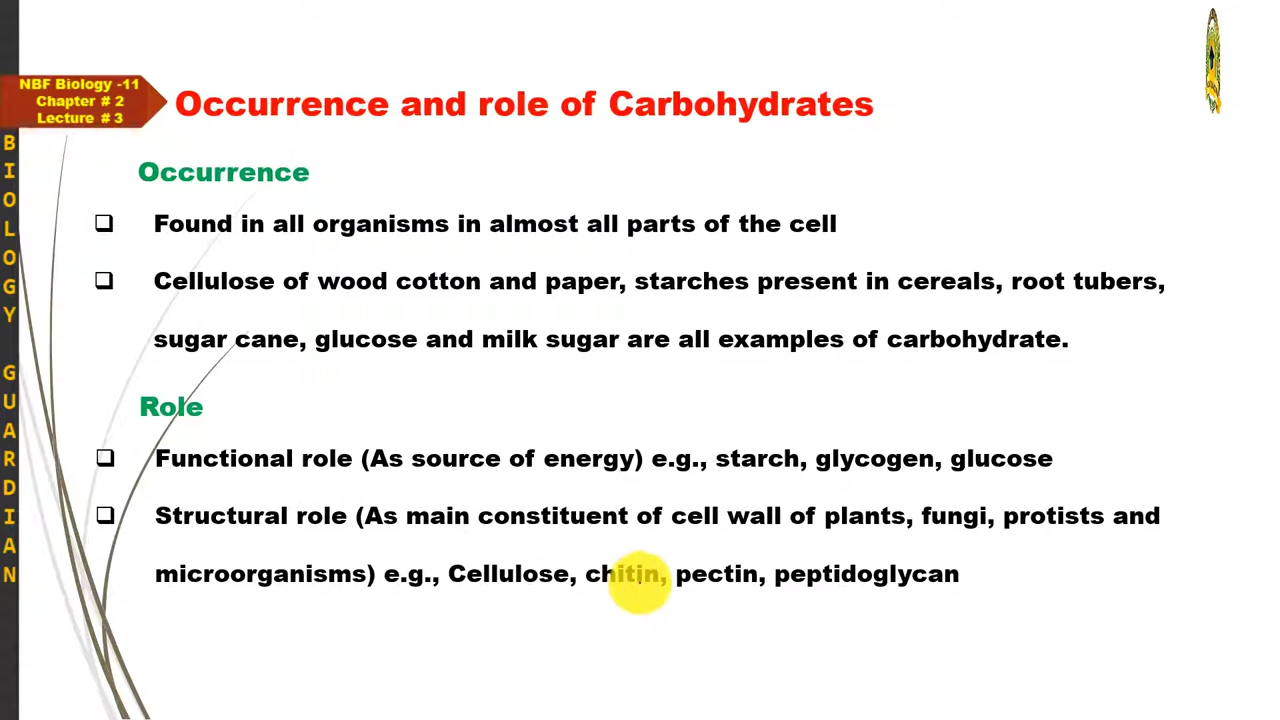 NBF Biology -11
Chapter # 2
Lecture # 3
Occurrence and role of Carbohydrates
BIOLOGY GUARDIAN
Occurrence
❑ Found in all organisms in almost all parts of the cell
❑ Cellulose of wood cotton and paper, starches present in cereals, root tubers,
sugar cane, glucose and milk sugar are all examples of carbohydrate.
Role
❑ Functional role (As source of energy) e.g., starch, glycogen, glucose
❑ Structural role (As main constituent of cell wall of plants, fungi, protists and
microorganisms) e.g., Cellulose, chitin, pectin, peptidoglycan